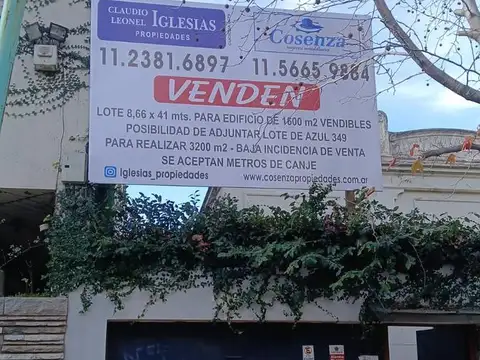 CLAUDIO
LEONEL IGLESIAS
PROPIEDADES
Cosenza
11.2381.6897 11.5665 9884
VENDEN
LOTE 8,66 x 41 mts. PARA EDIFICIO DE 1600 m2 VENDIBLES
POSIBILIDAD DE ADJUNTAR LOTE DE AZUL 349
PARA REALIZAR 3200 m2 - BAJA INCIDENCIA DE VENTA
SE ACEPTAN METROS DE CANJE
Iglesias_propiedades www.cosenzapropiedades.com.ar